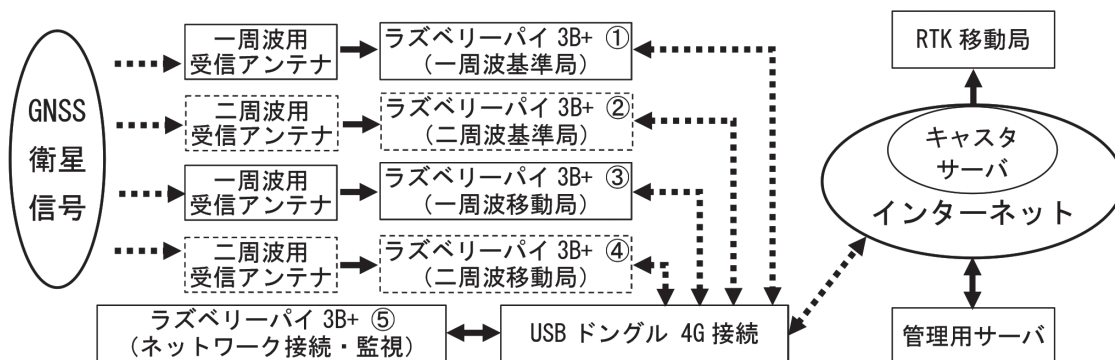 GNSS
衛星
信号
一周波用
受信アンテナ
ラズベリーパイ 3B+ ①
(一周波基準局)
二周波用
受信アンテナ
ラズベリーパイ 3B+ ②
(二周波基準局)
一周波用
受信アンテナ
ラズベリーパイ 3B+ ③
(一周波移動局)
二周波用
受信アンテナ
ラズベリーパイ 3B+ ④
(二周波移動局)
ラズベリーパイ 3B+ ⑤
(ネットワーク接続・監視)
USB ドングル 4G 接続
RTK 移動局
キャスタ
サーバ
インターネット
管理用サーバ